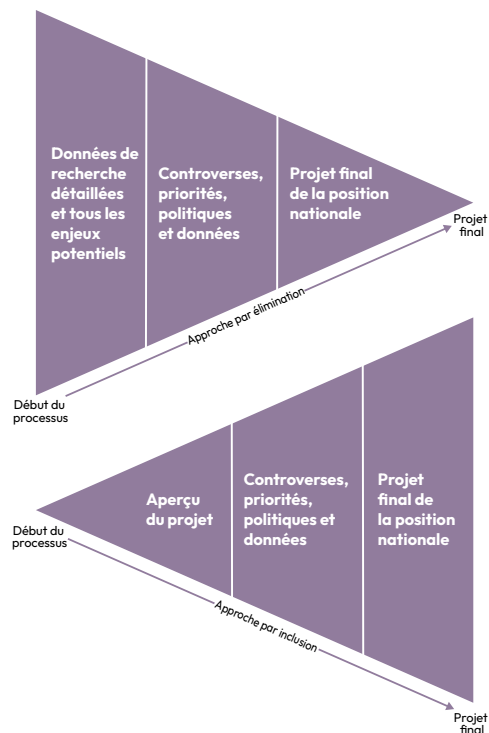 Données de
recherche
détaillées
et tous les
enjeux
potentiels
Controverses,
priorités,
politiques
et données
Projet final
de la position
nationale
Projet
final
Approche par élimination
Début du
processus
Aperçu
du projet
Controverses,
priorités,
politiques et
données
Projet
final de
la position
nationale
Début du
processus
Approche par inclusion
Projet
final